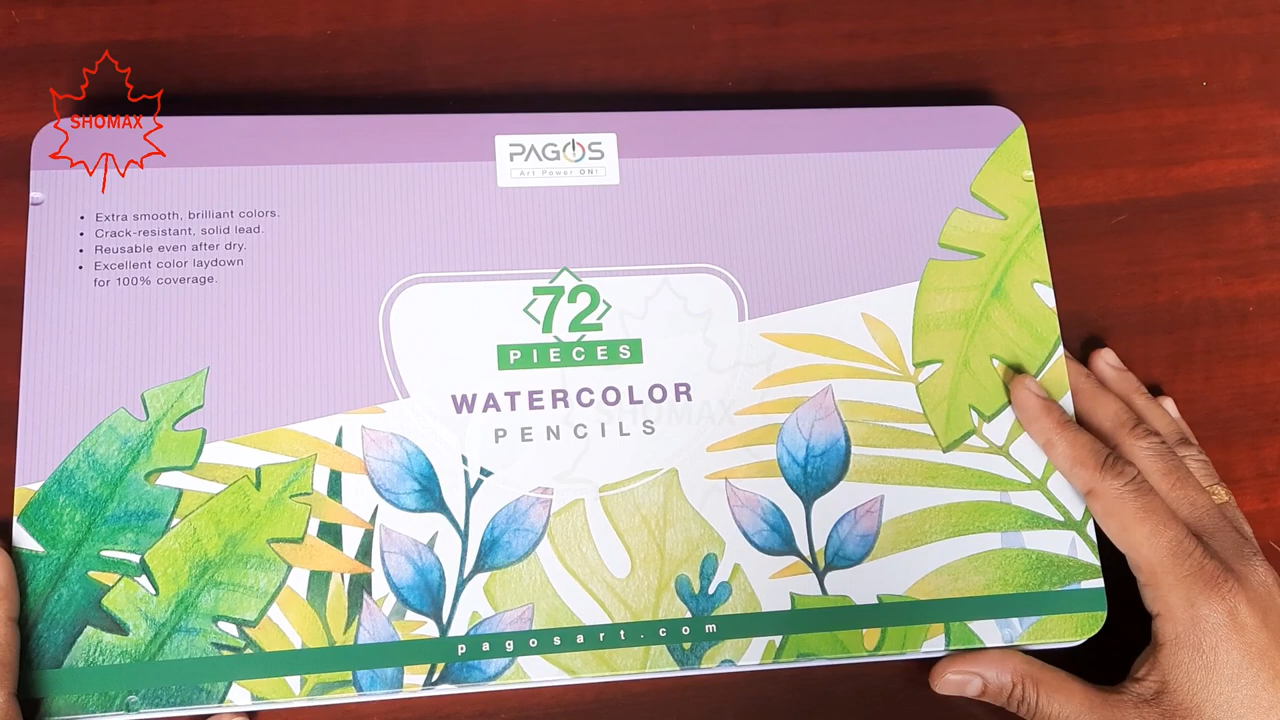 SHOMAX
PAGOS
Art Power ON!
• Extra smooth, brilliant colors.
• Crack-resistant, solid lead.
• Reusable even after dry.
• Excellent color laydown
for 100% coverage.
72
PIECES
WATERCOLOR
PENCILS
SHOMAX
pagosart.com